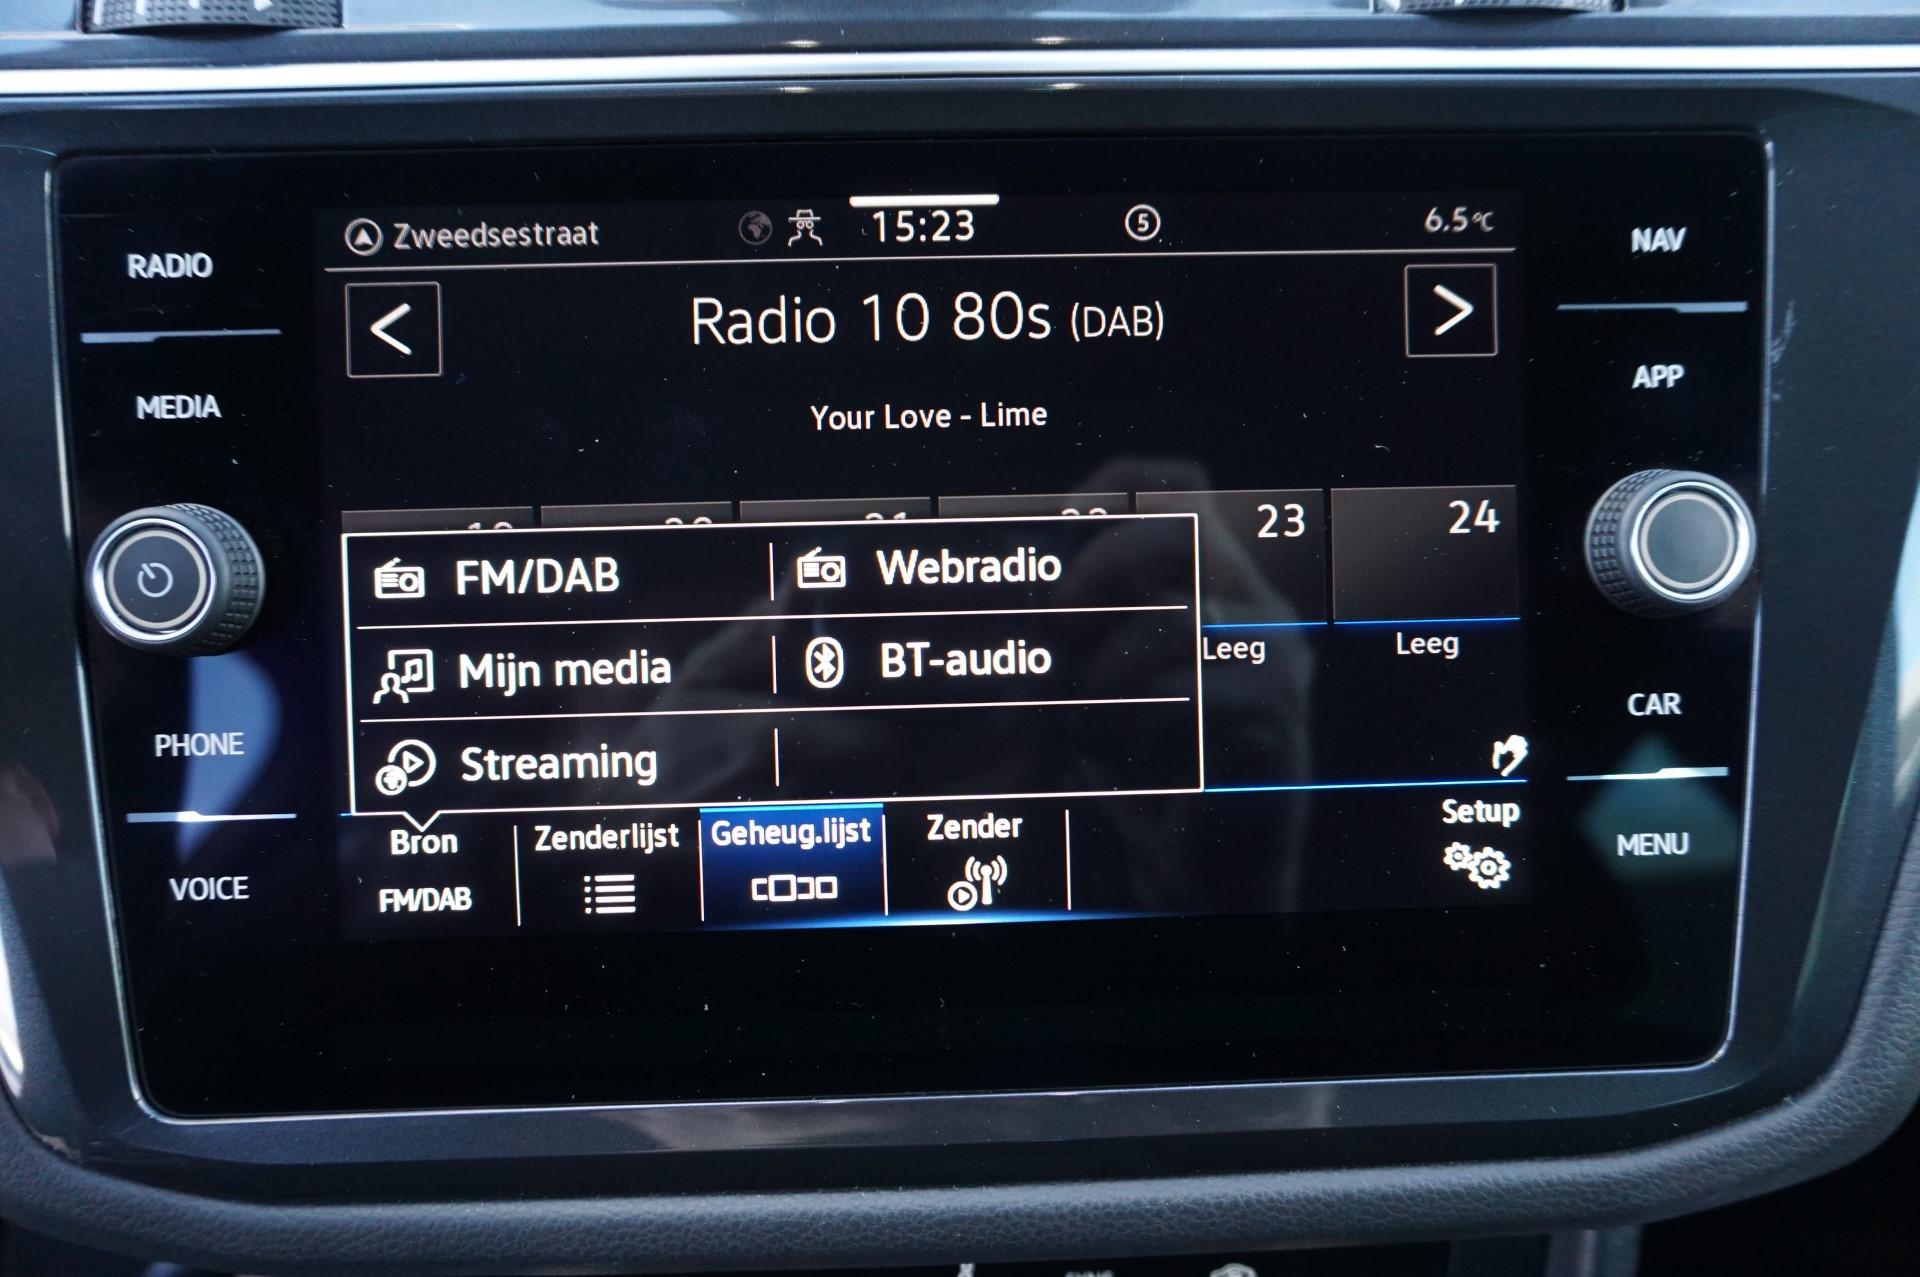 Zweedsestraat 15:23 5 6.5°C
RADIO
NAV
Radio 10 80s (DAB)
MEDIA
APP
Your Love - Lime
23 24
FM/DAB Webradio
Mijn media BT-audio
Leeg Leeg
Streaming
PHONE
CAR
Bron Zenderlijst Geheug.lijst Zender Setup
FM/DAB
VOICE
MENU